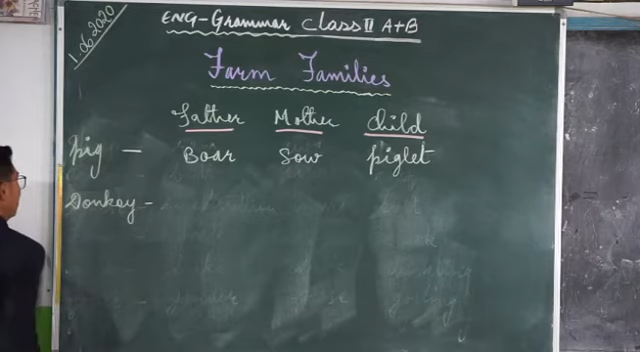 1.06.2020
ENG-Grammar Class II A+B
Farm Families
Father Mother Child
Pig - Boar Sow piglet
Donkey -